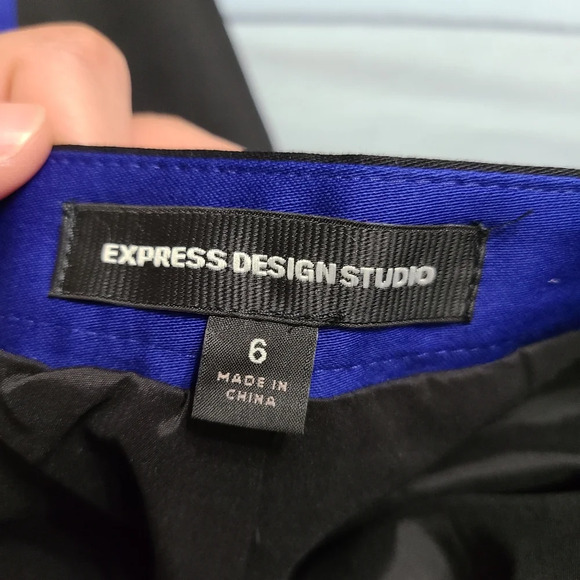 EXPRESS DESIGN STUDIO
6
MADE IN
CHINA